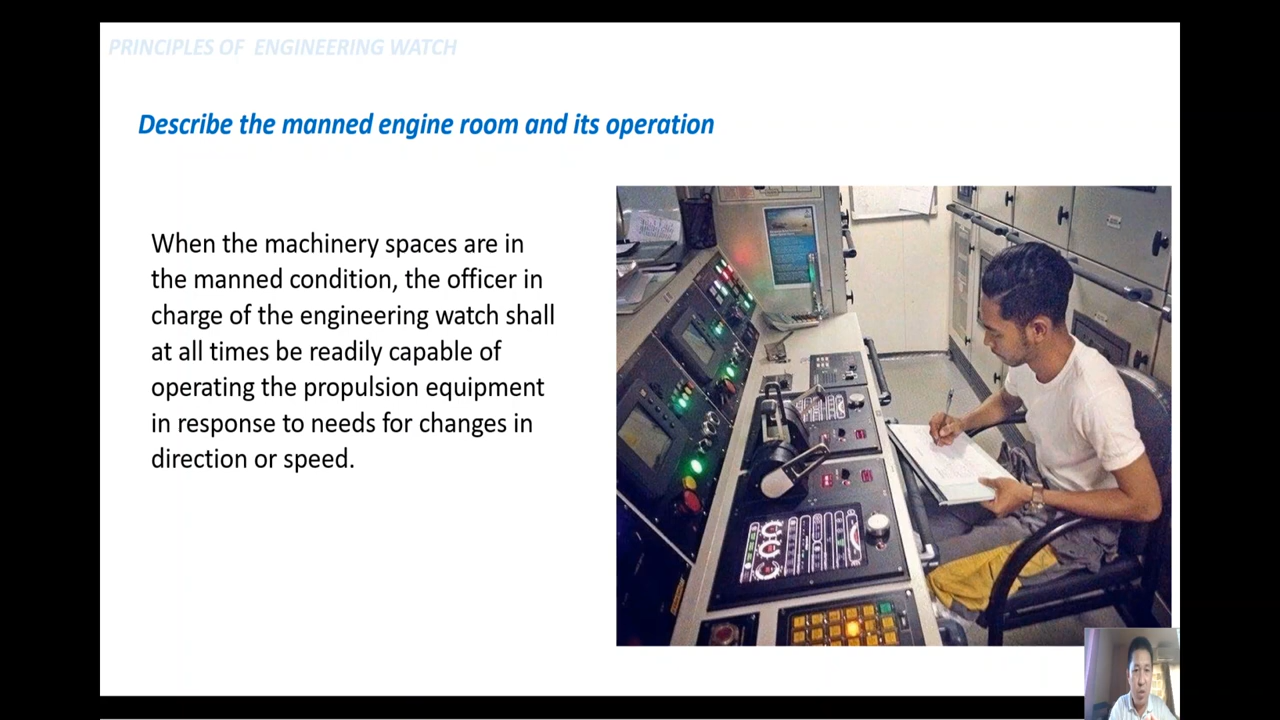 PRINCIPLES OF ENGINEERING WATCH
Describe the manned engine room and its operation
When the machinery spaces are in
the manned condition, the officer in
charge of the engineering watch shall
at all times be readily capable of
operating the propulsion equipment
in response to needs for changes in
direction or speed.